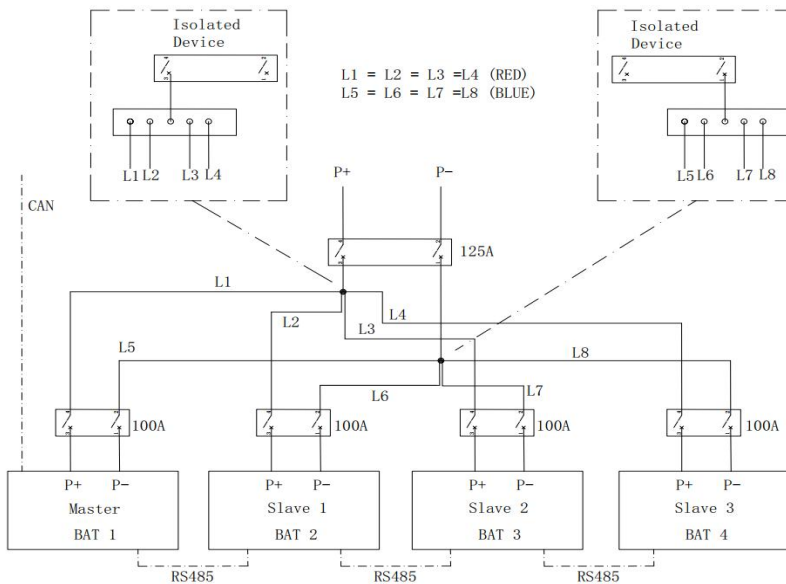 Isolated
Device
Isolated
Device
L1 = L2 = L3 =L4 (RED)
L5 = L6 = L7 =L8 (BLUE)
L1 L2 L3 L4
L5 L6 L7 L8
P+ P-
CAN
125A
L1
L2
L3
L4
L5
L6
L7
L8
100A 100A 100A 100A
P+ P- P+ P- P+ P- P+ P-
Master Slave 1 Slave 2 Slave 3
BAT 1 BAT 2 BAT 3 BAT 4
RS485 RS485 RS485